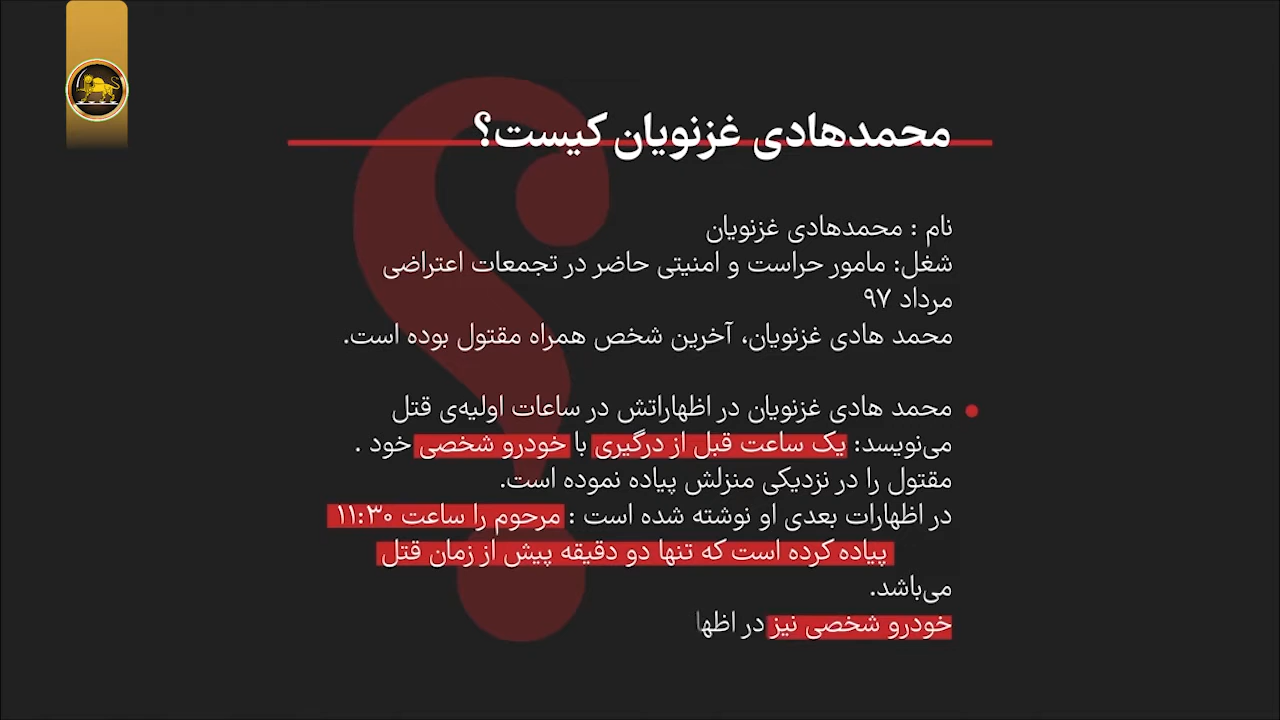 محمدهادی غزنویان کیست؟
نام : محمدهادی غزنویان
شغل: مامور حراست و امنیتی حاضر در تجمعات اعتراضی
مرداد ۹۷
محمد هادی غزنویان، آخرین شخص همراه مقتول بوده است.
محمد هادی غزنویان در اظهاراتش در ساعات اولیه‌ی قتل
می‌نویسد: یک ساعت قبل از درگیری با خودرو شخصی خود .
مقتول را در نزدیکی منزلش پیاده نموده است.
در اظهارات بعدی او نوشته شده است : مرحوم را ساعت ۱۱:۳۰
پیاده کرده است که تنها دو دقیقه پیش از زمان قتل
می‌باشد.
خودرو شخصی نیز در اظها